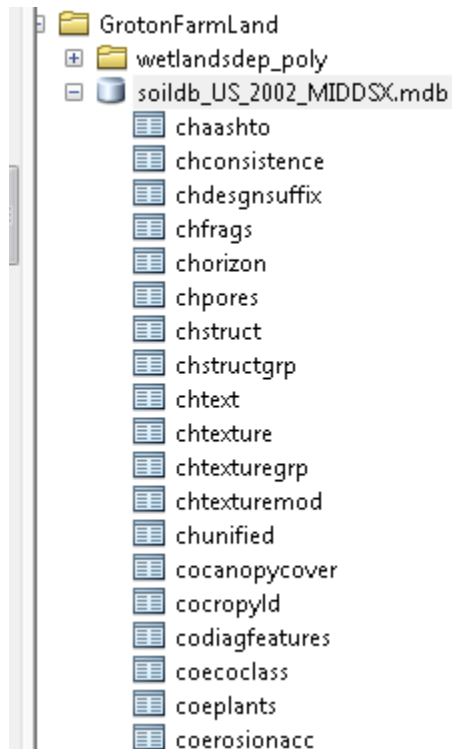 GrotonFarmLand
wetlandsdep_poly
soildb_US_2002_MIDDSX.mdb
chaashto
chconsistence
chdesgnsuffix
chfrags
chorizon
chpores
chstruct
chstructgrp
chtext
chtexture
chtexturegrp
chtexturemod
chunified
cocanopycover
cocropyld
codiagfeatures
coecoclass
coeplants
coerosionacc